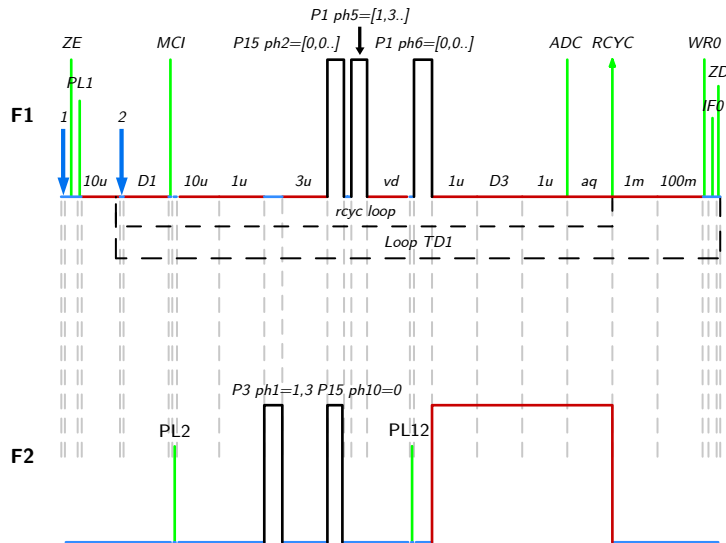 P1 ph5=[1,3..]
ZE MCI P15 ph2=[0,0..] P1 ph6=[0,0..] ADC RCYC WR0
PL1 ZD
F1 1 2 IF0
10u D1 10u 1u 3u vd 1u D3 1u aq 1m 100m
rcyc loop
Loop TD1
P3 ph1=1,3 P15 ph10=0
PL2 PL12
F2